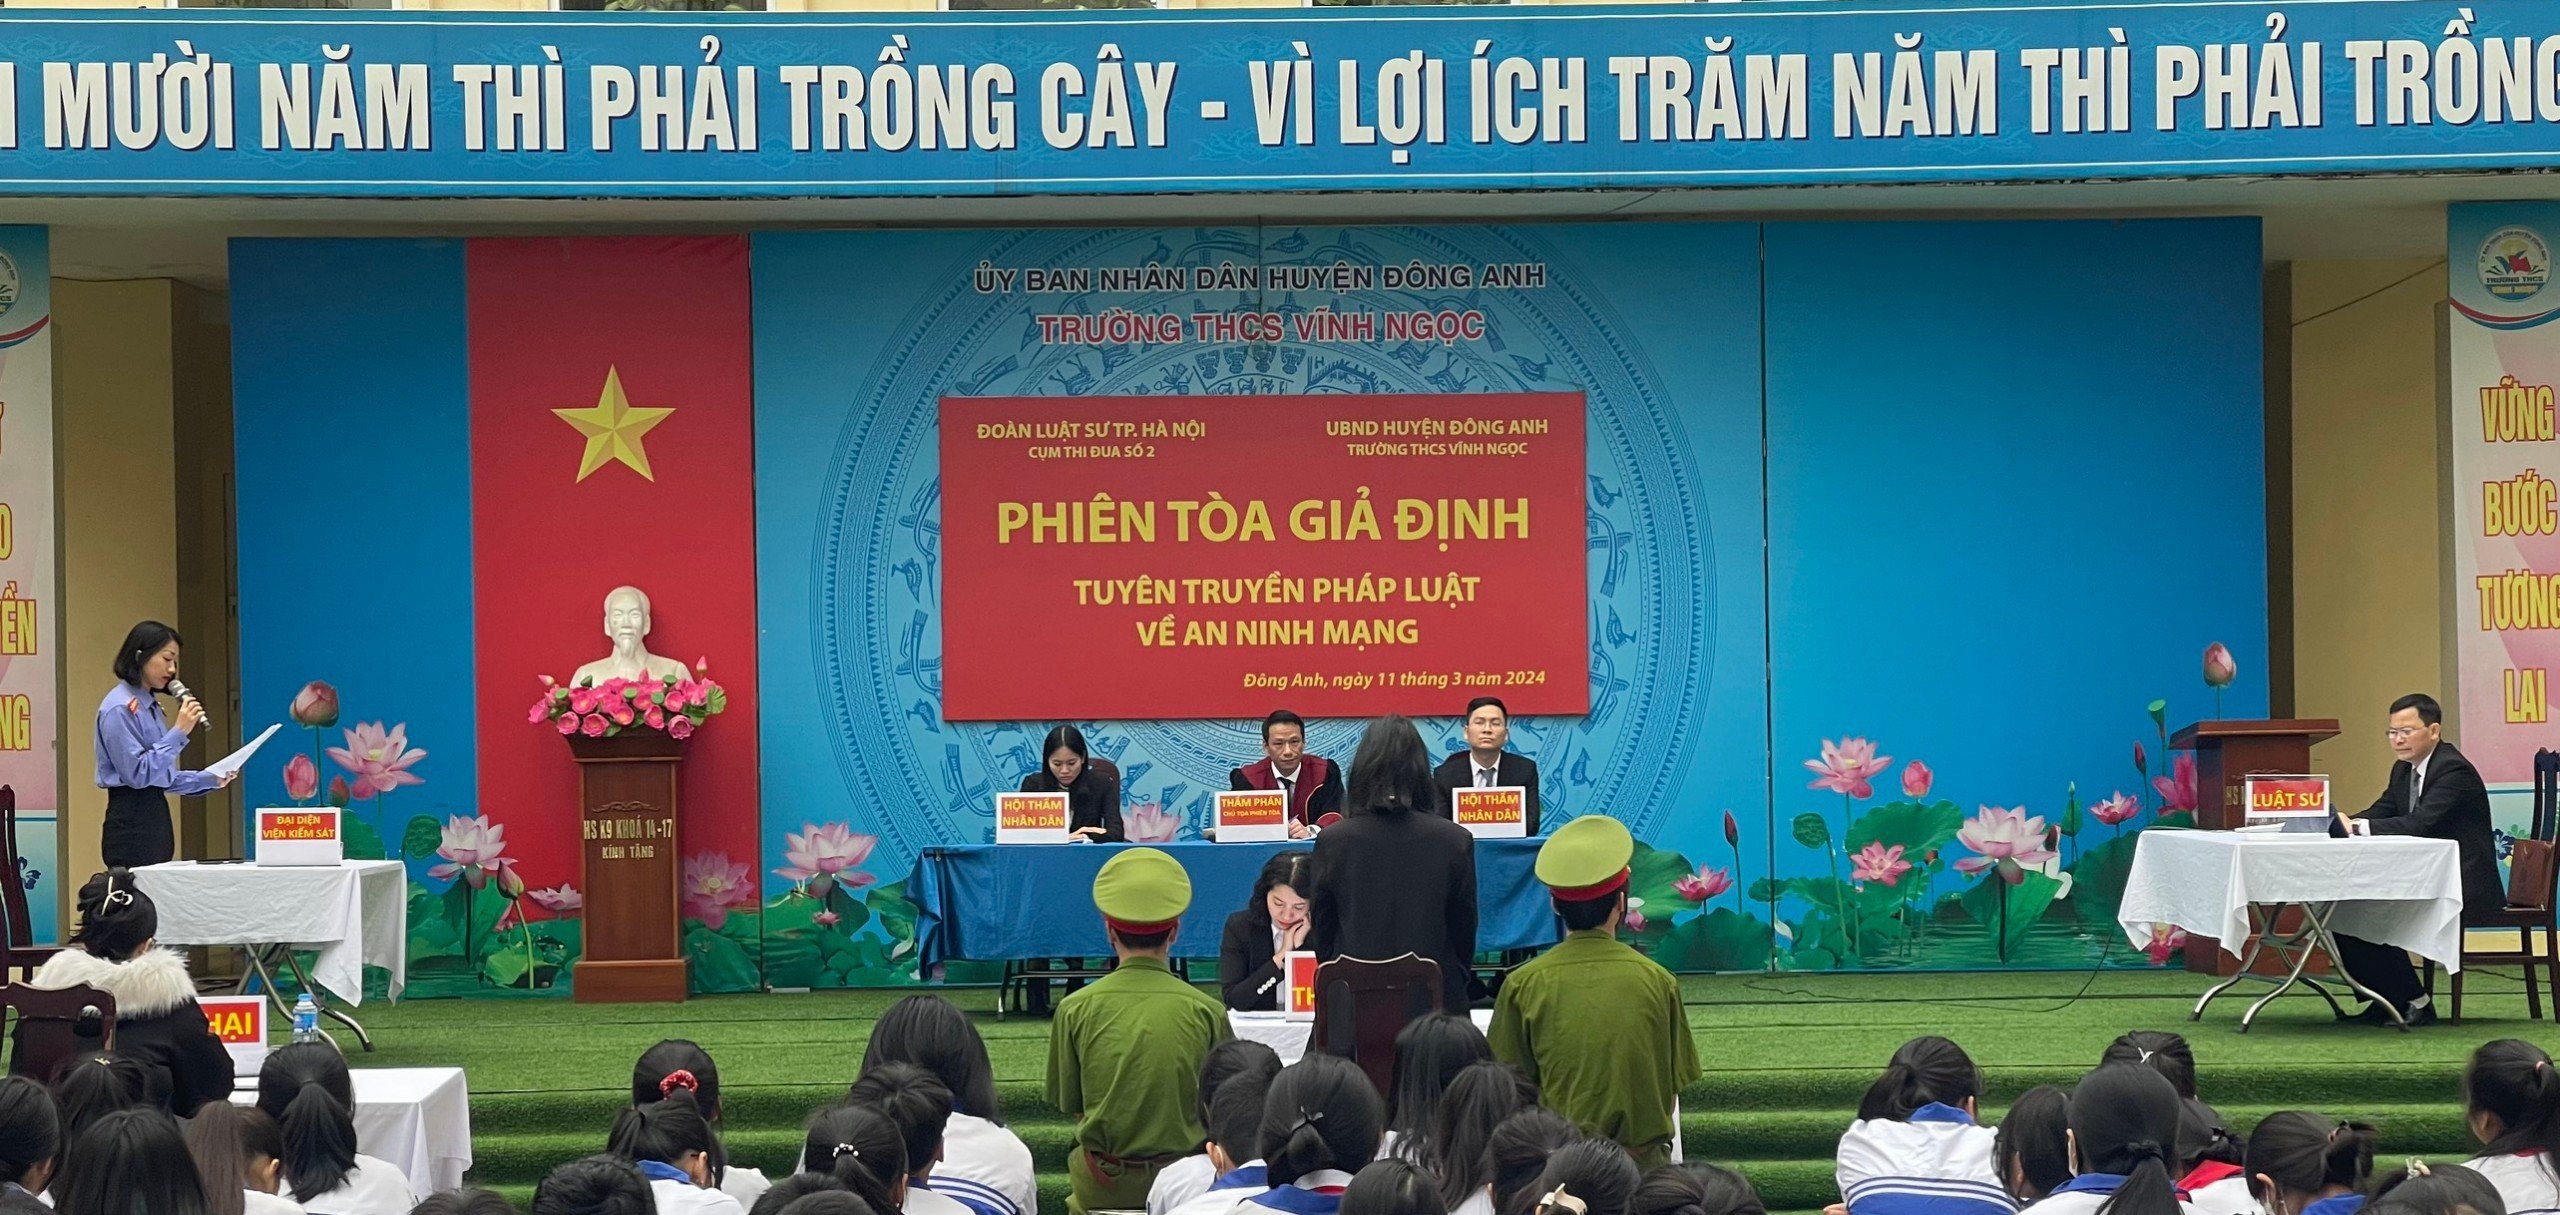 MƯỜI NĂM THÌ PHẢI TRỒNG CÂY - VÌ LỢI ÍCH TRĂM NĂM THÌ PHẢI TRỒNG
ỦY BAN NHÂN DÂN HUYỆN ĐÔNG ANH
TRƯỜNG THCS VĨNH NGỌC
ĐOÀN LUẬT SƯ TP. HÀ NỘI
CỤM THI ĐUA SỐ 2
UBND HUYỆN ĐÔNG ANH
TRƯỜNG THCS VĨNH NGỌC
PHIÊN TÒA GIẢ ĐỊNH
TUYÊN TRUYỀN PHÁP LUẬT
VỀ AN NINH MẠNG
Đông Anh, ngày 11 tháng 3 năm 2024
VỮNG
BƯỚC
TƯƠNG
LAI
TRƯỜNG THCS
HỘI THẨM
NHÂN DÂN
THẨM PHÁN
CHỦ TỌA PHIÊN TÒA
HỘI THẨM
NHÂN DÂN
LUẬT SƯ
ĐẠI DIỆN
VIỆN KIỂM SÁT
HS K9 KHOÁ 14-17
KÍNH TẶNG
HS
HẠI
TH